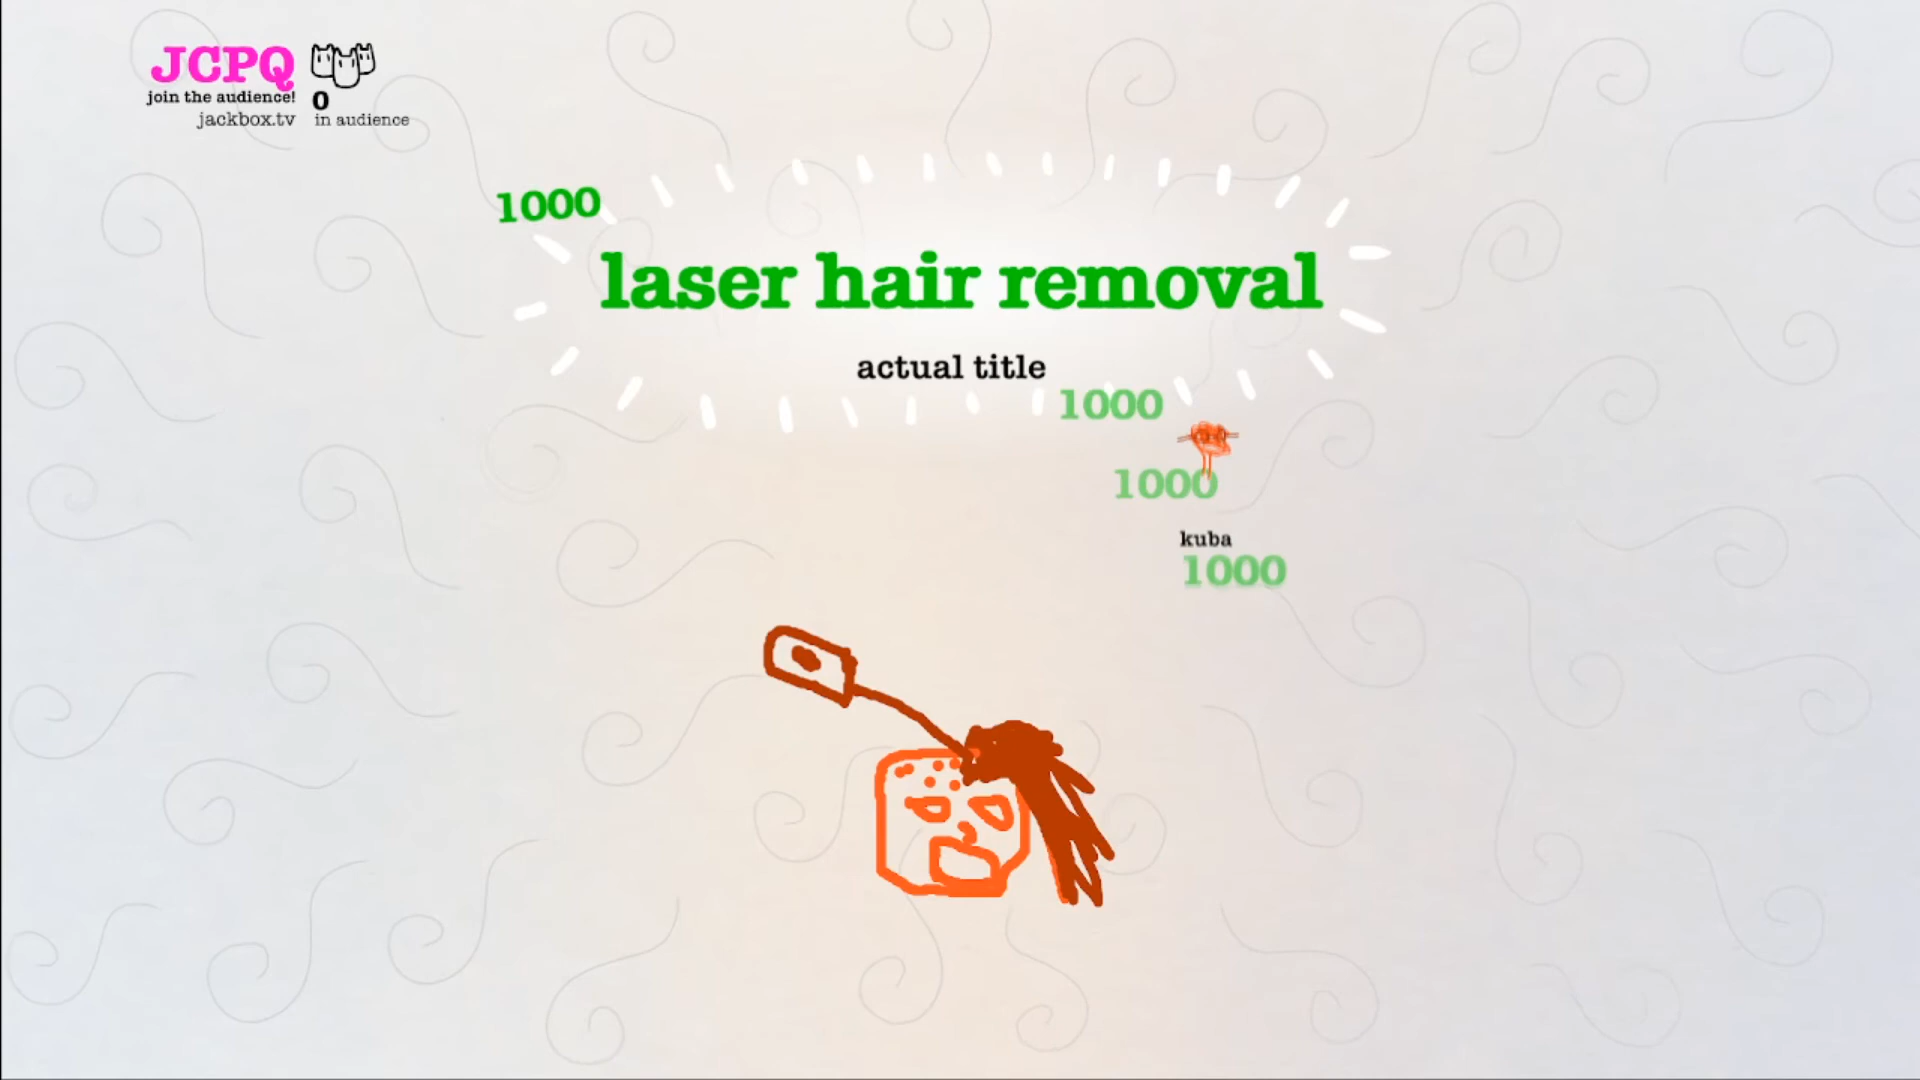 JCPQ
join the audience!
jackbox.tv
0
in audience
1000
laser hair removal
actual title
1000
1000
kuba
1000